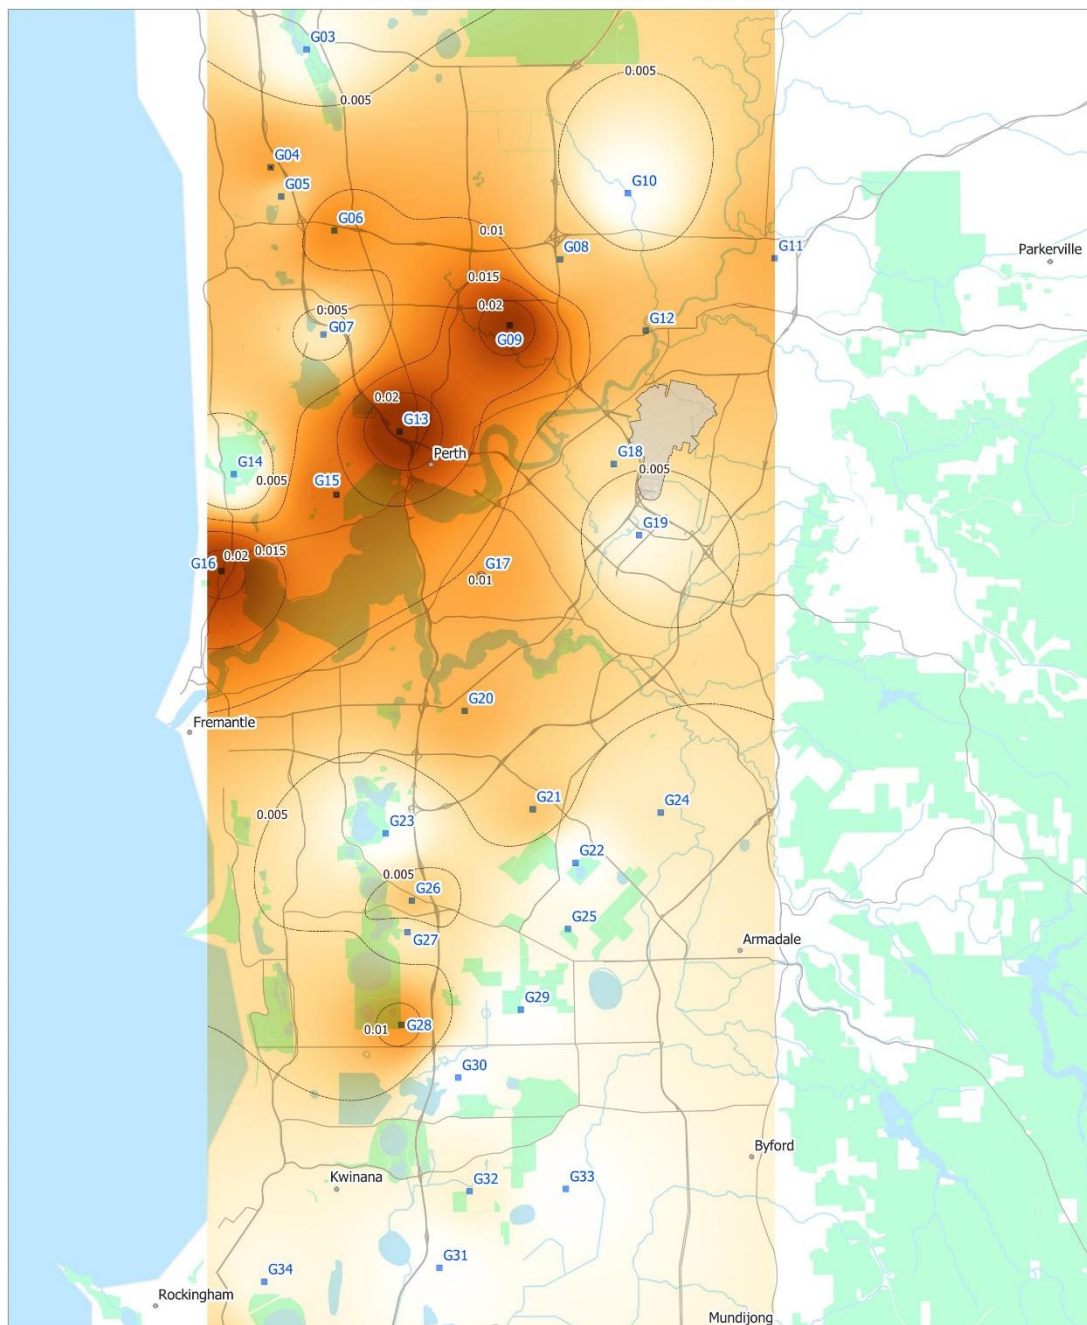 G03
0.005
0.005
G04
G05
G10
G06
0.01
G08
G11
Parkerville
0.015
0.02
0.005
G07
G12
G09
0.02
G13
Perth
G14
G18
0.005
0.005
G15
G19
0.02
0.015
G16
G17
0.01
G20
Fremantle
G21
G24
0.005
G23
G22
0.005
G26
G25
G27
Armadale
G29
G28
0.01
G30
Byford
Kwinana
G32
G33
G31
G34
Rockingham
Mundijong